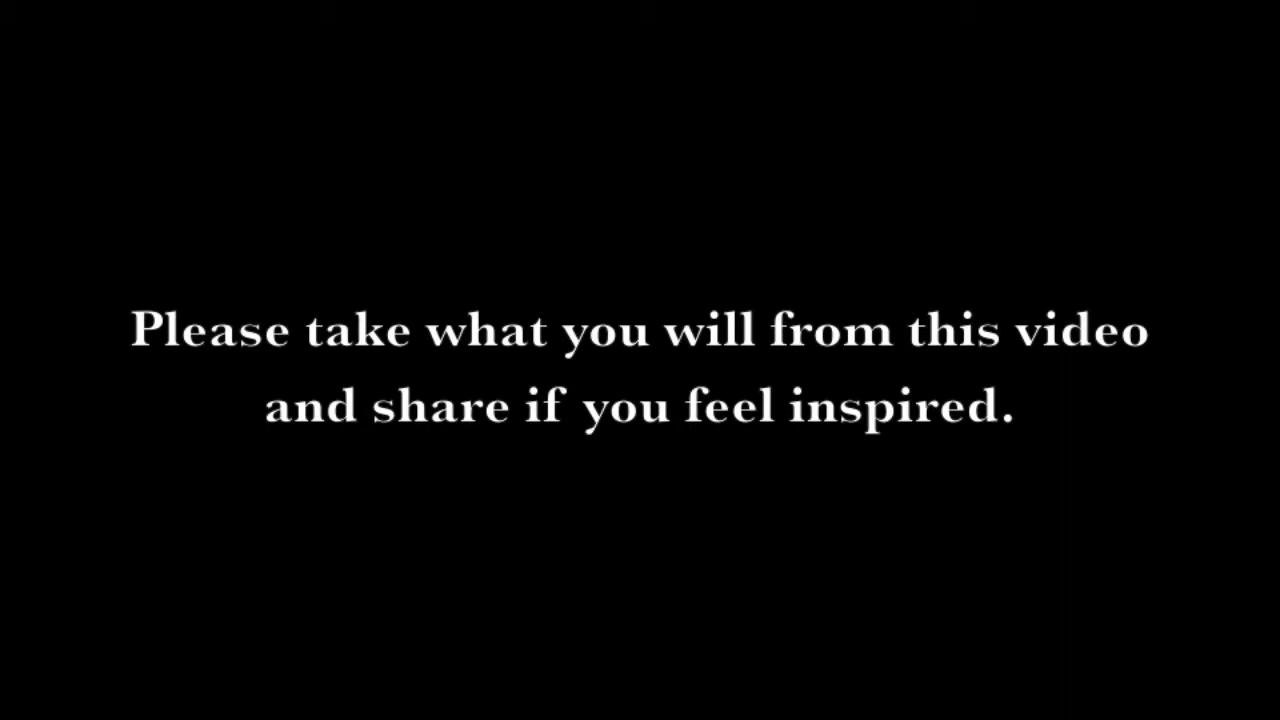 Please take what you will from this video
and share if you feel inspired.